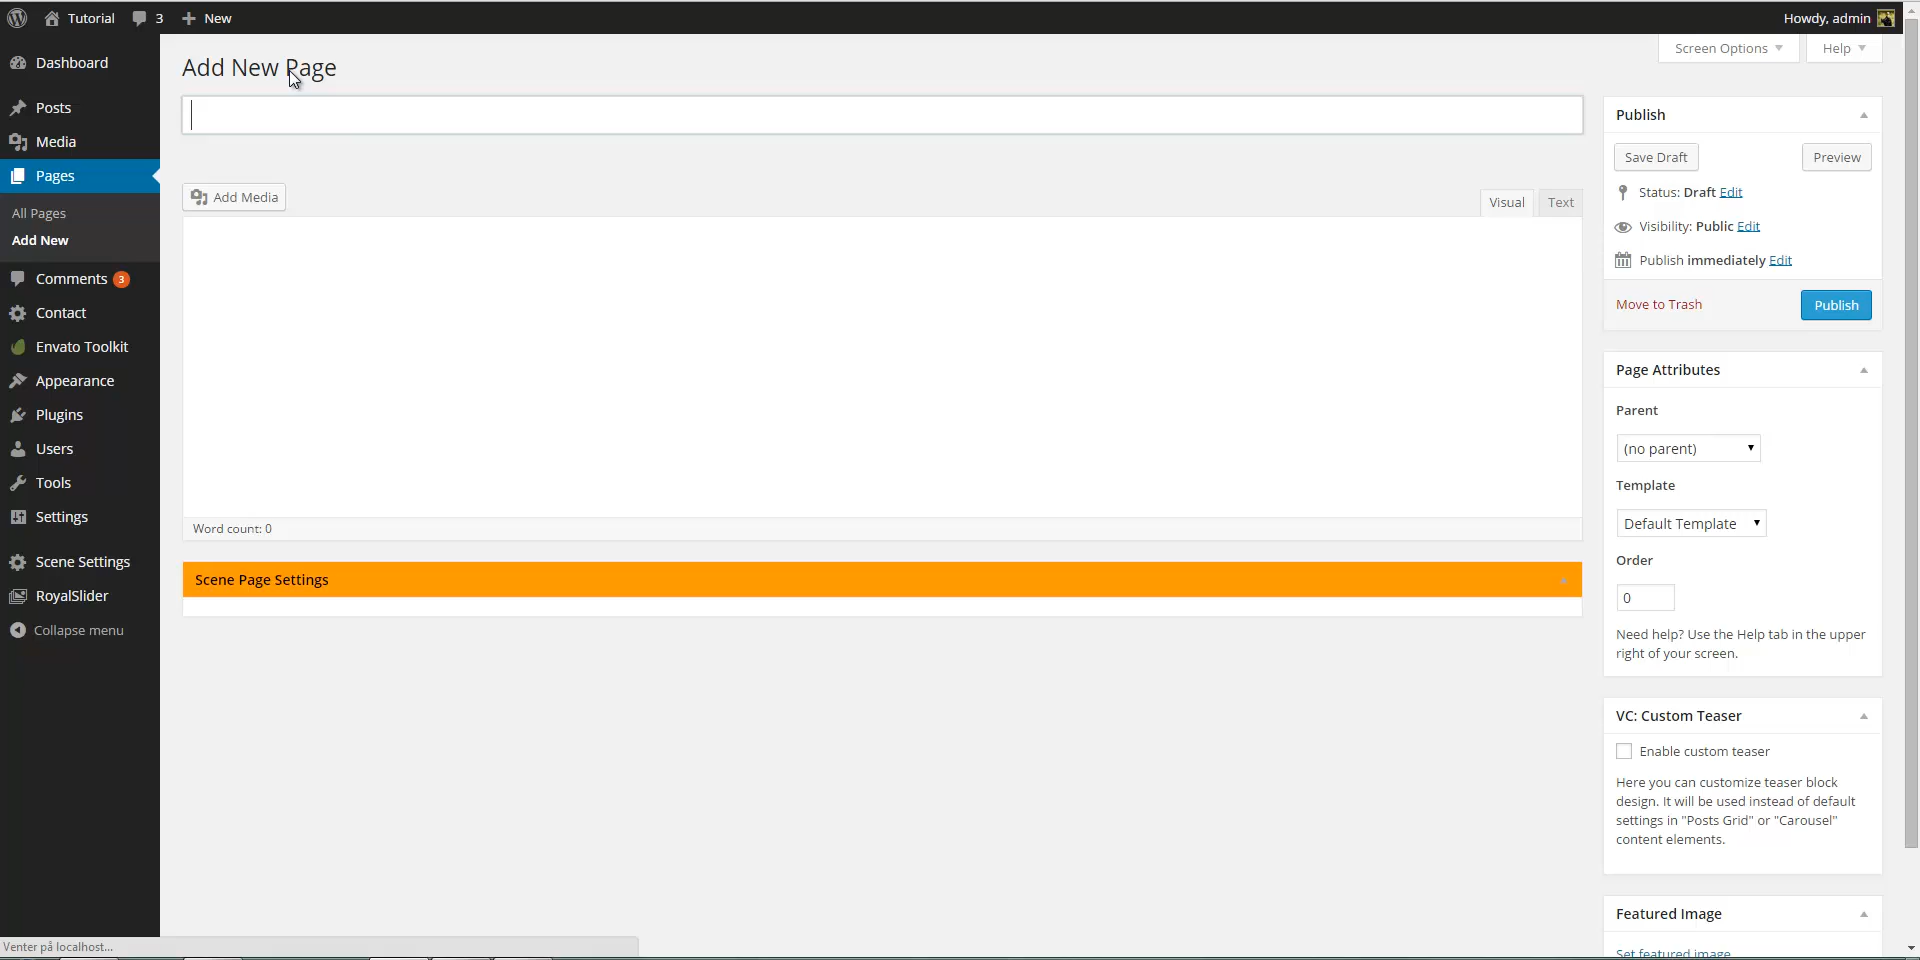 Tutorial
3
New
Howdy, admin
Dashboard
Posts
Media
Pages
All Pages
Add New
Comments 3
Contact
Envato Toolkit
Appearance
Plugins
Users
Tools
Settings
Scene Settings
RoyalSlider
Collapse menu
Screen Options
Help
Add New Page
Add Media
Visual
Text
Word count: 0
Scene Page Settings
Publish
Save Draft
Preview
Status: Draft Edit
Visibility: Public Edit
Publish immediately Edit
Move to Trash
Publish
Page Attributes
Parent
(no parent)
Template
Default Template
Order
0
Need help? Use the Help tab in the upper
right of your screen.
VC: Custom Teaser
Enable custom teaser
Here you can customize teaser block
design. It will be used instead of default
settings in "Posts Grid" or "Carousel"
content elements.
Featured Image
Set featured image
Venter på localhost...